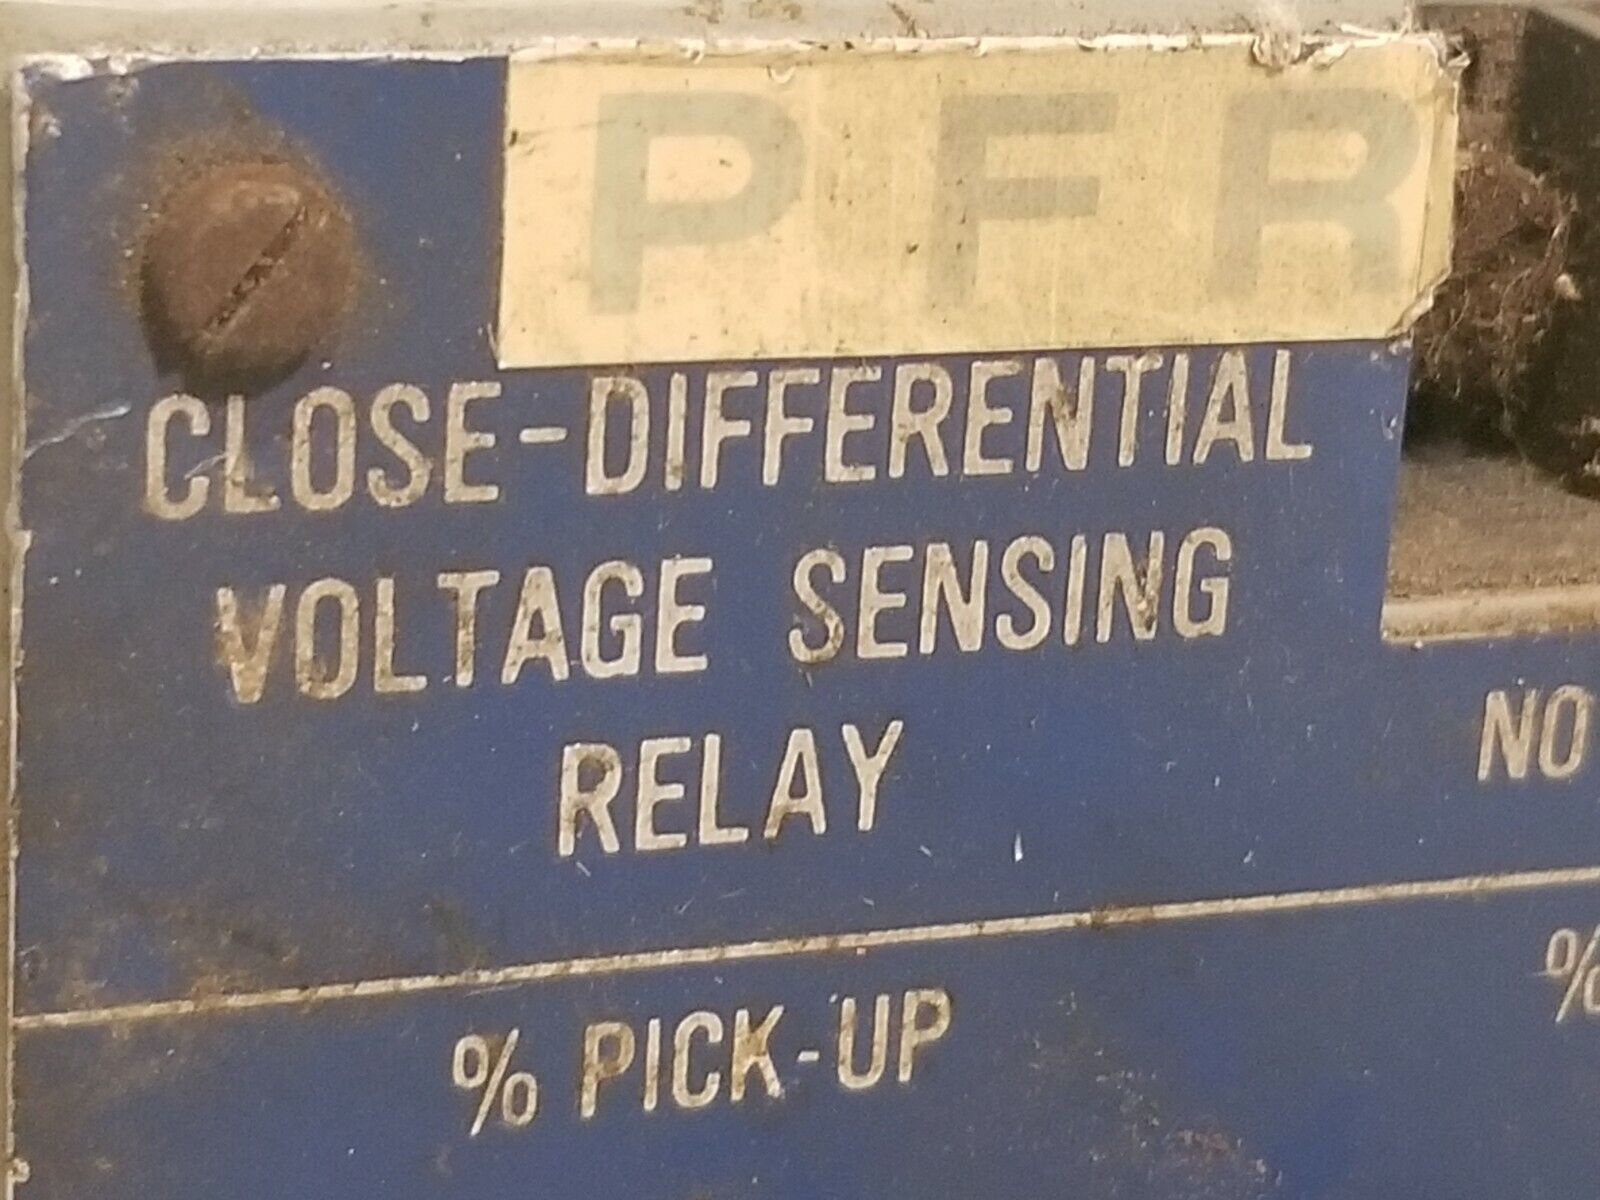 PFR
CLOSE-DIFFERENTIAL
VOLTAGE SENSING
RELAY
NO
% PICK-UP
%